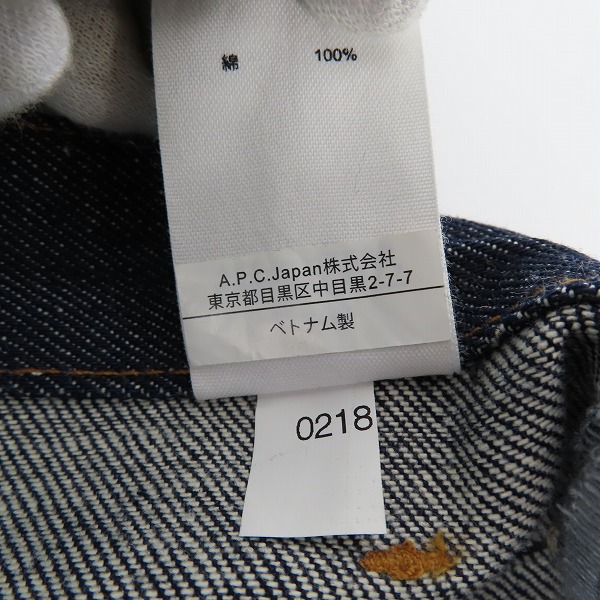 綿 100%
A.P.C.Japan株式会社
東京都目黒区中目黒2-7-7
ベトナム製
0218